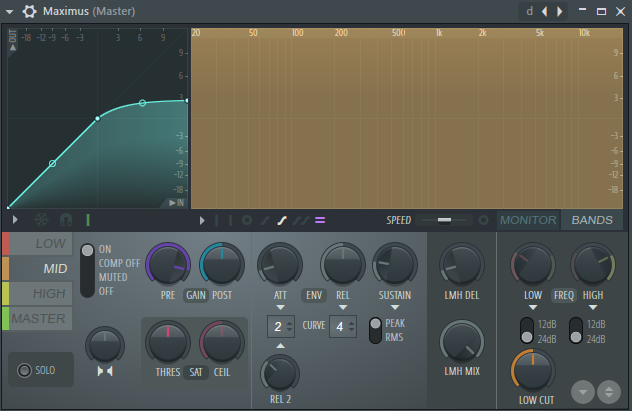 Maximus (Master)
d
OUT
-18 -12 -9 -3 3 6 9
20 50 100 200 500 1k 2k 5k 10k
9 9
6 6
3 3
-3 -3
-6 -6
-9 -9
-12 -12
-18 -18
IN
SPEED MONITOR BANDS
LOW
MID
HIGH
MASTER
SOLO
ON
COMP OFF
MUTED
OFF
PRE GAIN POST
THRES SAT CEIL
ATT ENV REL SUSTAIN
2 CURVE 4
PEAK
RMS
REL 2
LMH DEL
LMH MIX
LOW FREQ HIGH
12dB 12dB
24dB 24dB
LOW CUT